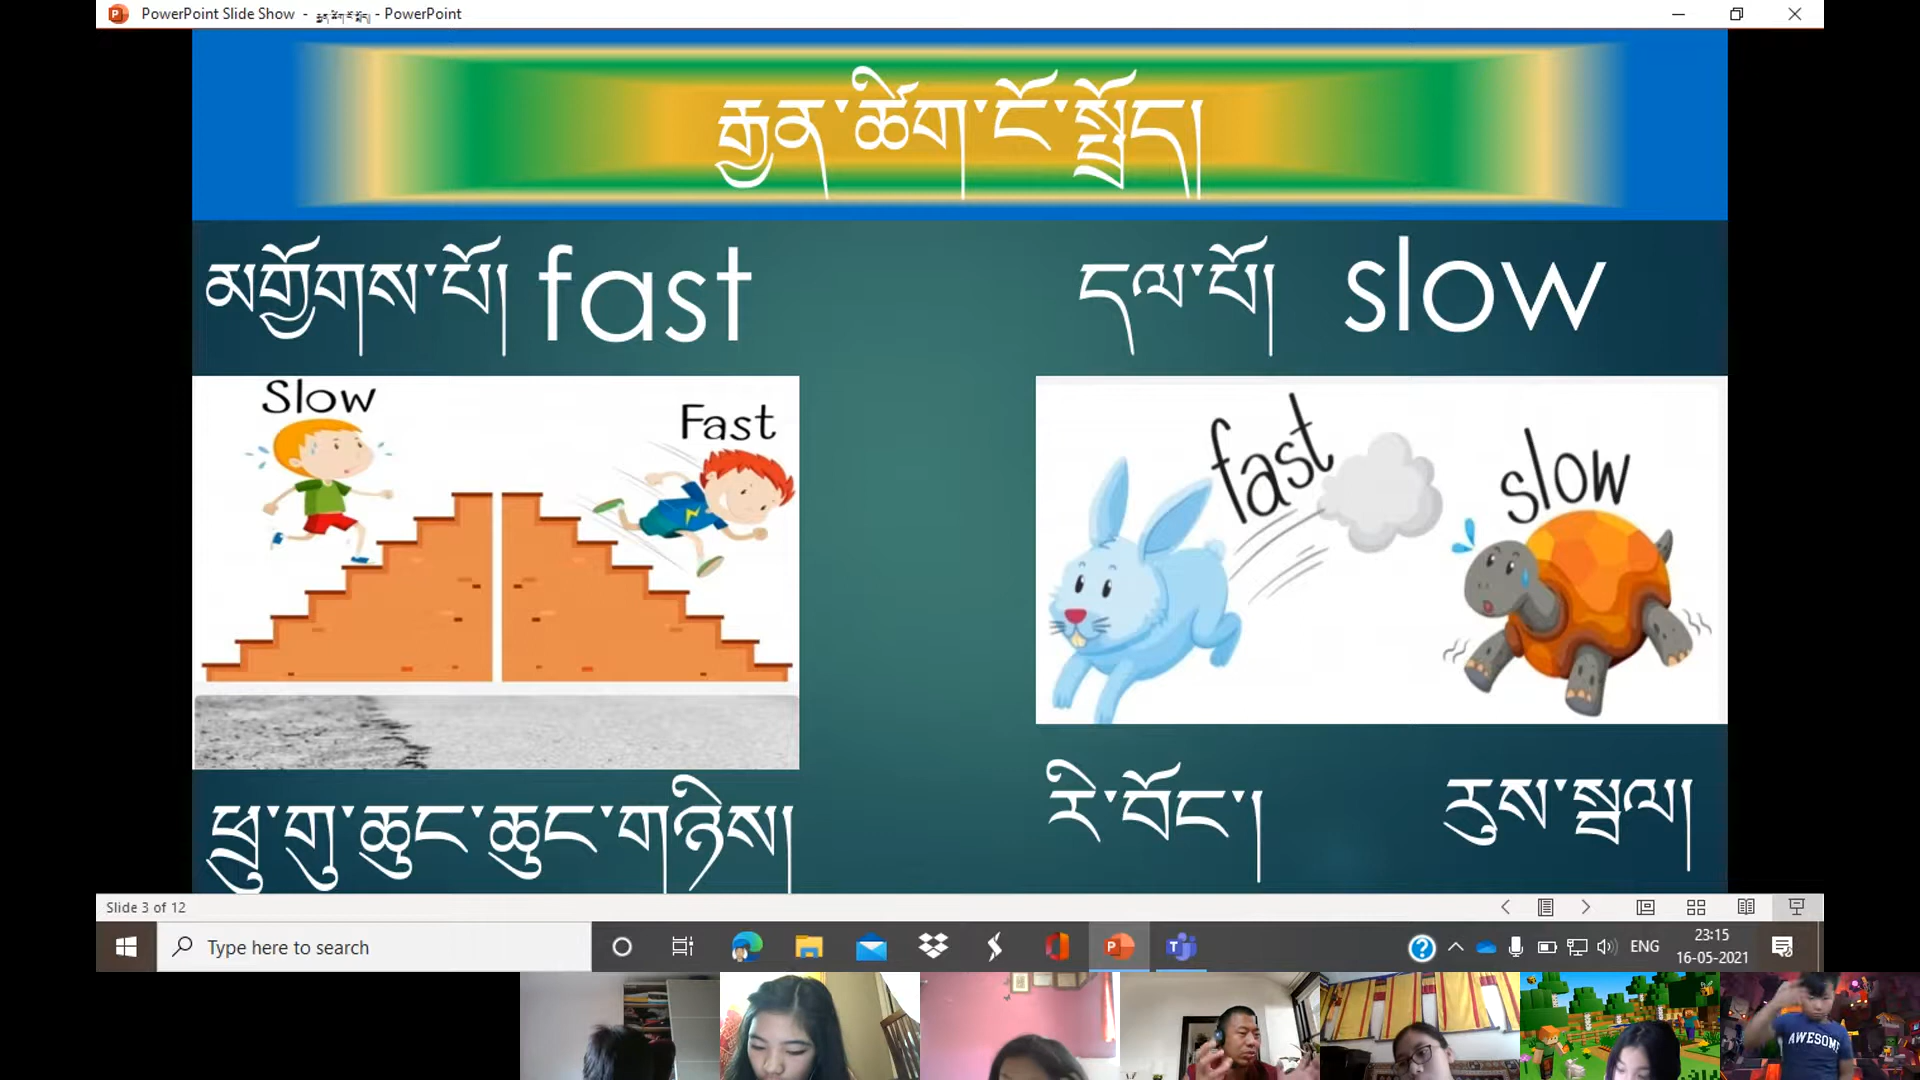 PowerPoint Slide Show - རྒྱན་ཚིག་ངོ་སྤྲོད། - PowerPoint
རྒྱན་ཚིག་ངོ་སྤྲོད།
མགྱོགས་པོ། fast
དལ་པོ། slow
Slow
Fast
fast
slow
ཕྲུ་གུ་ཆུང་ཆུང་གཉིས།
རི་བོང་།
རུས་སྦལ།
Slide 3 of 12
Type here to search
ENG
23:15
16-05-2021
AWESOME